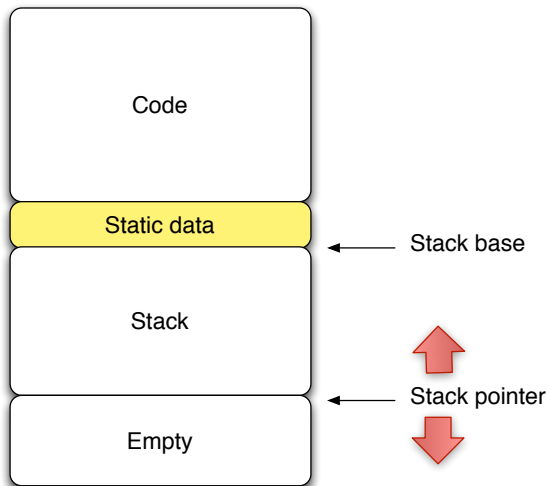 Code
Static data
Stack base
Stack
Stack pointer
Empty